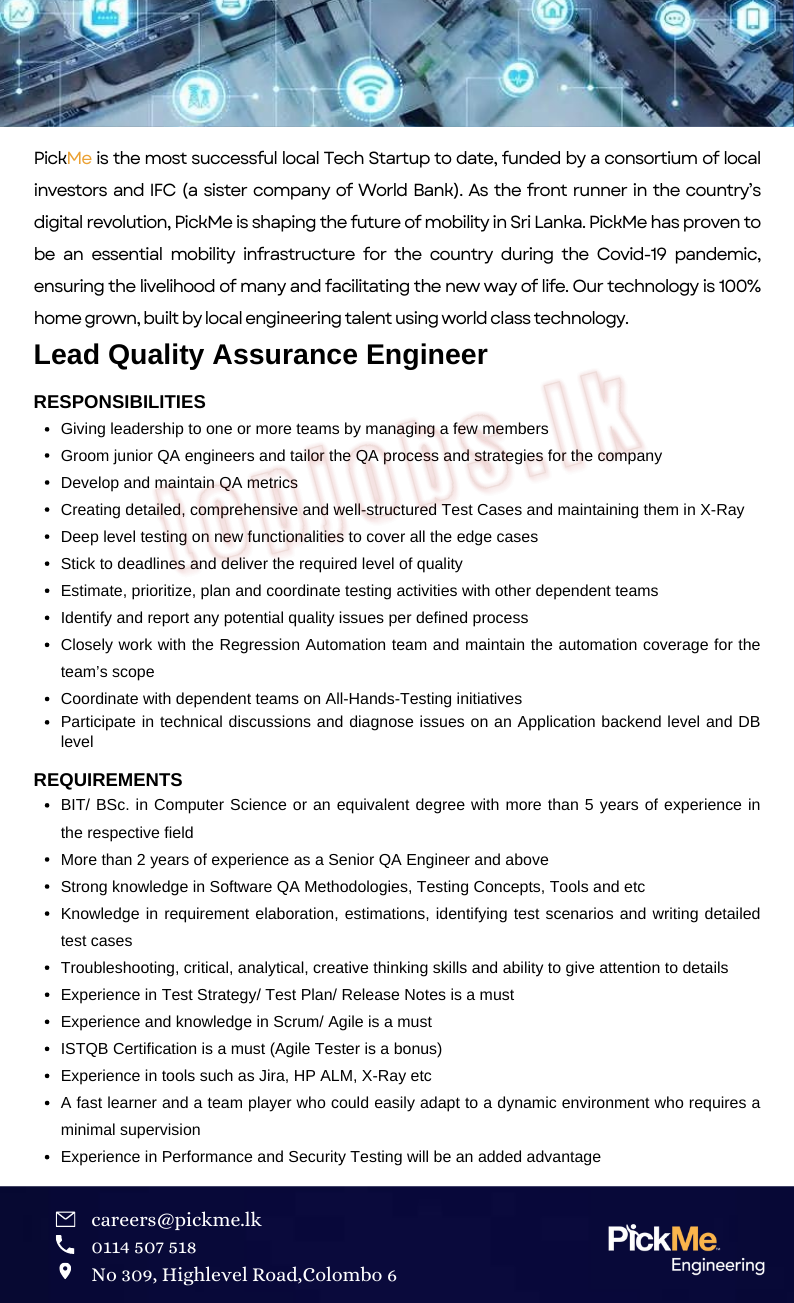 PickMe is the most successful local Tech Startup to date, funded by a consortium of local
investors and IFC (a sister company of World Bank). As the front runner in the country's
digital revolution, PickMe is shaping the future of mobility in Sri Lanka. PickMe has proven to
be an essential mobility infrastructure for the country during the Covid-19 pandemic,
ensuring the livelihood of many and facilitating the new way of life. Our technology is 100%
home grown, built by local engineering talent using world class technology.
Lead Quality Assurance Engineer
topjobs.lk
RESPONSIBILITIES
• Giving leadership to one or more teams by managing a few members
• Groom junior QA engineers and tailor the QA process and strategies for the company
• Develop and maintain QA metrics
• Creating detailed, comprehensive and well-structured Test Cases and maintaining them in X-Ray
• Deep level testing on new functionalities to cover all the edge cases
• Stick to deadlines and deliver the required level of quality
• Estimate, prioritize, plan and coordinate testing activities with other dependent teams
• Identify and report any potential quality issues per defined process
• Closely work with the Regression Automation team and maintain the automation coverage for the
team's scope
• Coordinate with dependent teams on All-Hands-Testing initiatives
• Participate in technical discussions and diagnose issues on an Application backend level and DB
level
REQUIREMENTS
• BIT/ BSc. in Computer Science or an equivalent degree with more than 5 years of experience in
the respective field
• More than 2 years of experience as a Senior QA Engineer and above
• Strong knowledge in Software QA Methodologies, Testing Concepts, Tools and etc
• Knowledge in requirement elaboration, estimations, identifying test scenarios and writing detailed
test cases
• Troubleshooting, critical, analytical, creative thinking skills and ability to give attention to details
• Experience in Test Strategy/ Test Plan/ Release Notes is a must
• Experience and knowledge in Scrum/ Agile is a must
• ISTQB Certification is a must (Agile Tester is a bonus)
• Experience in tools such as Jira, HP ALM, X-Ray etc
• A fast learner and a team player who could easily adapt to a dynamic environment who requires a
minimal supervision
• Experience in Performance and Security Testing will be an added advantage
careers@pickme.lk
0114 507 518
No 309, Highlevel Road,Colombo 6
PickMe
Engineering